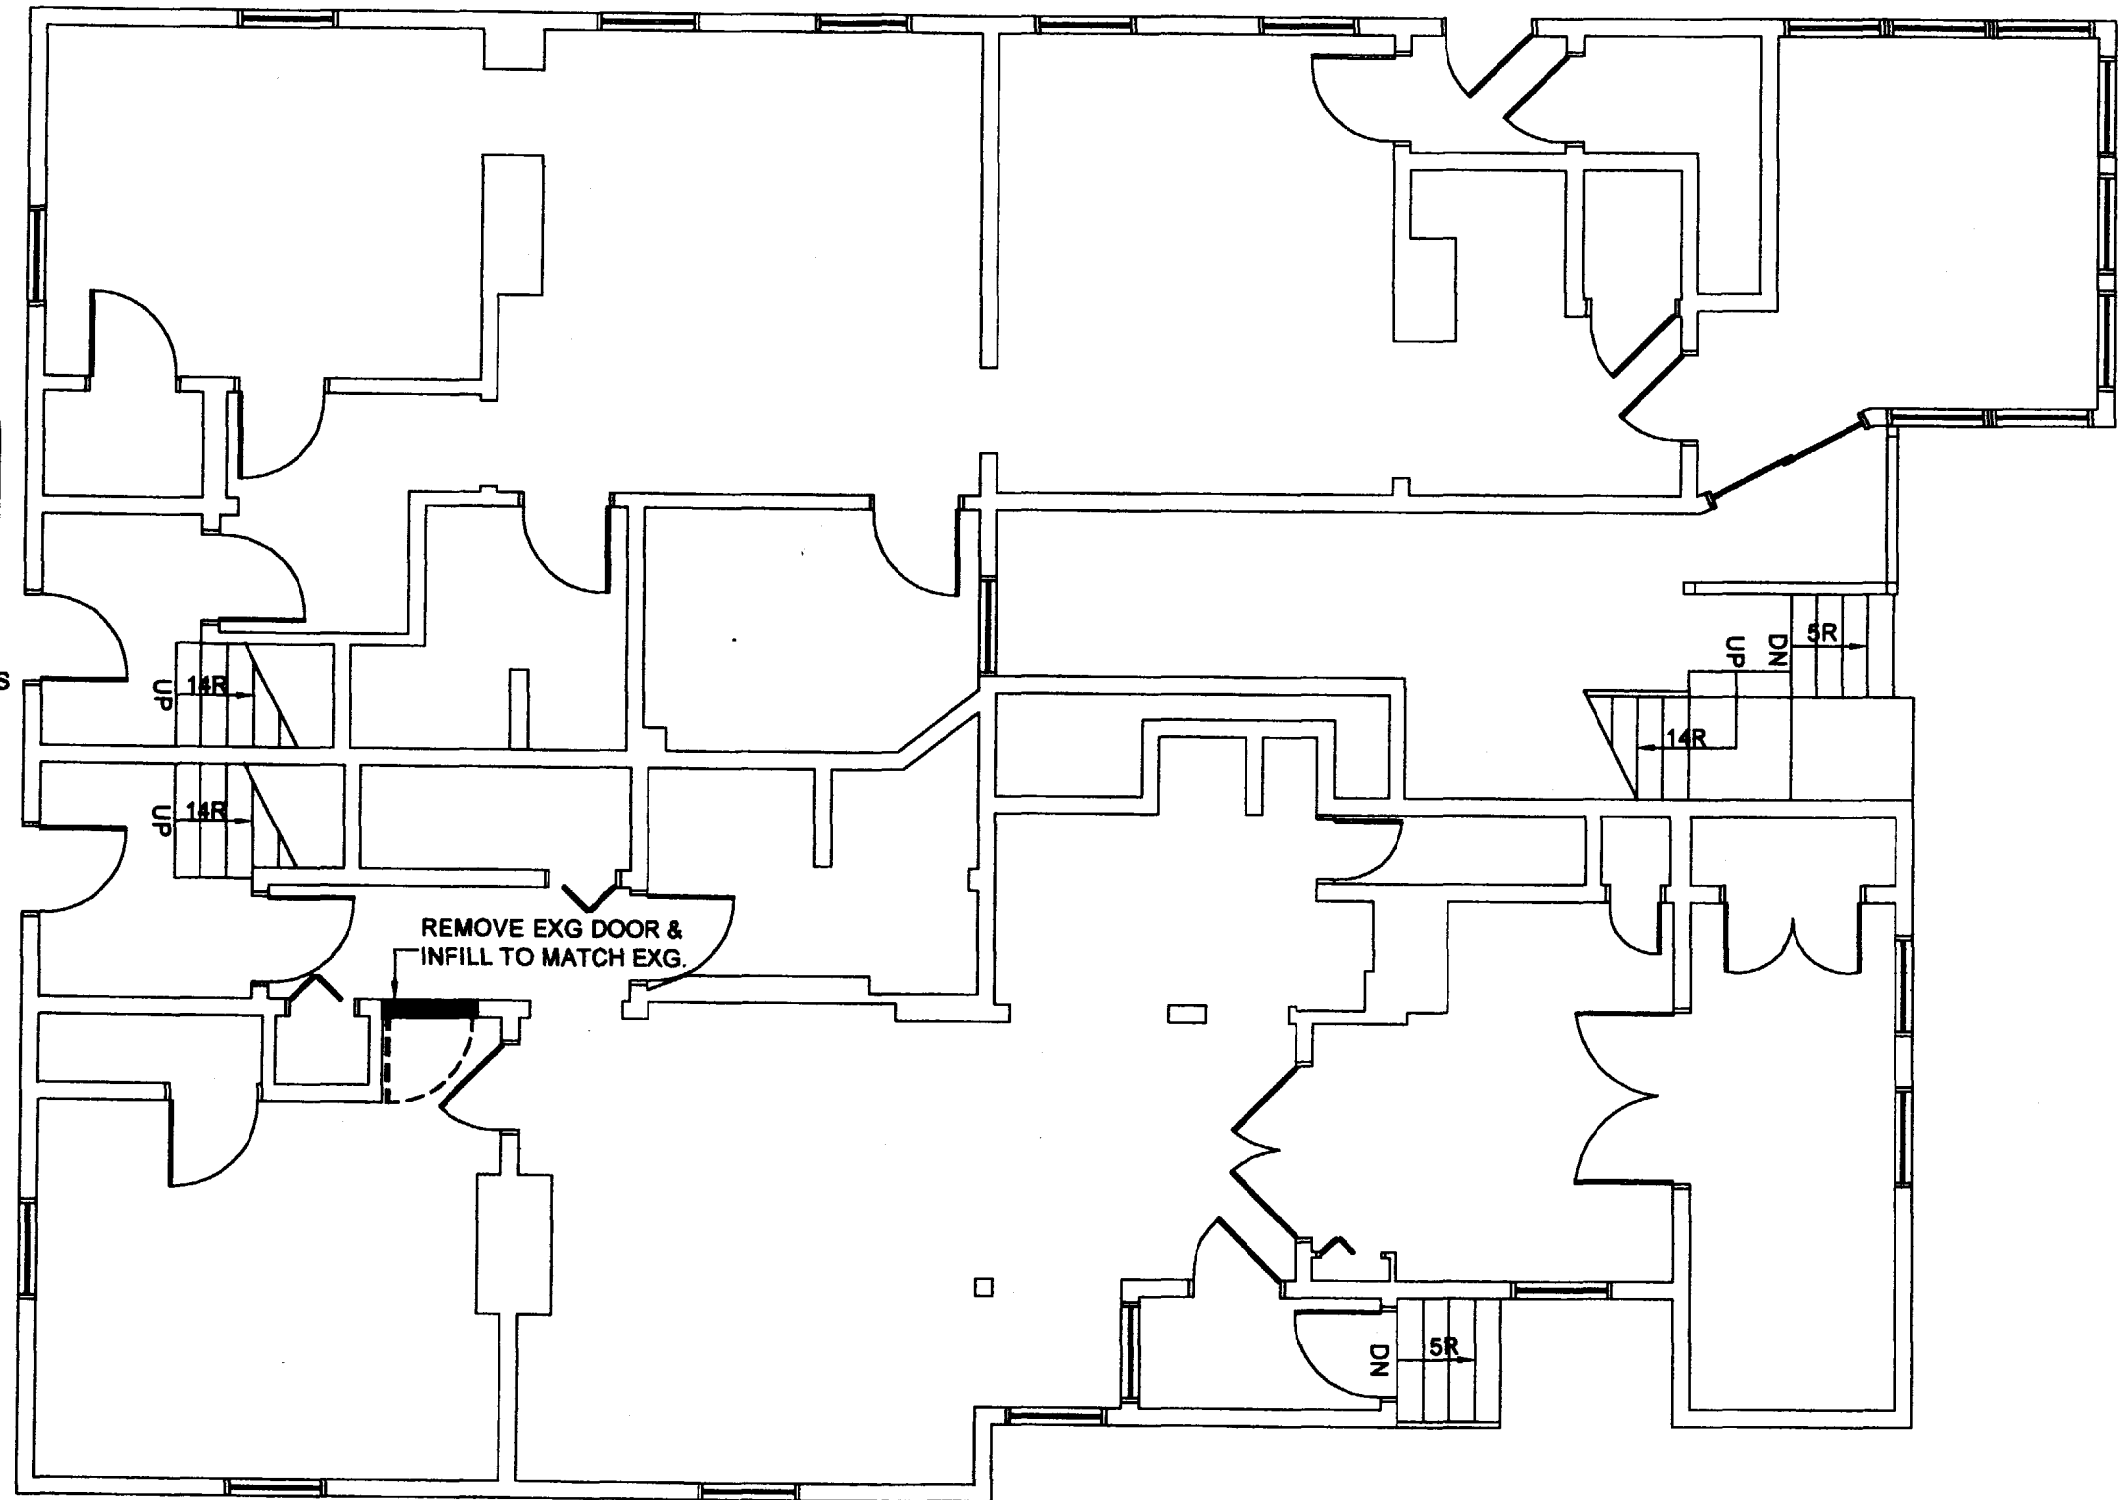 5R
DN
UP
S
14R
UP
14R
14R
UP
REMOVE EXG DOOR &
INFILL TO MATCH EXG.
5R
DN